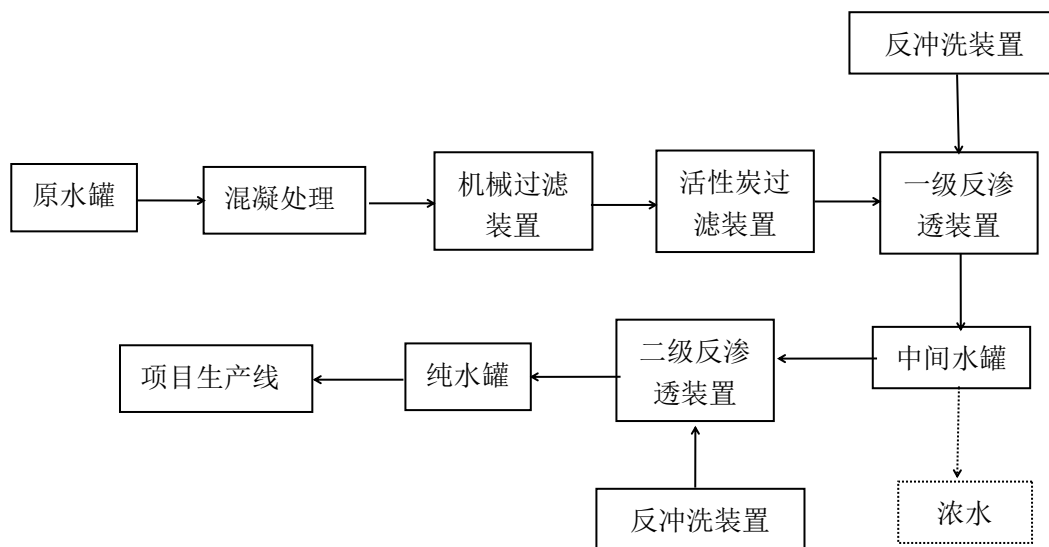 反冲洗装置
原水罐
混凝处理
机械过滤
装置
活性炭过
滤装置
一级反渗
透装置
项目生产线
纯水罐
二级反渗
透装置
中间水罐
反冲洗装置
浓水